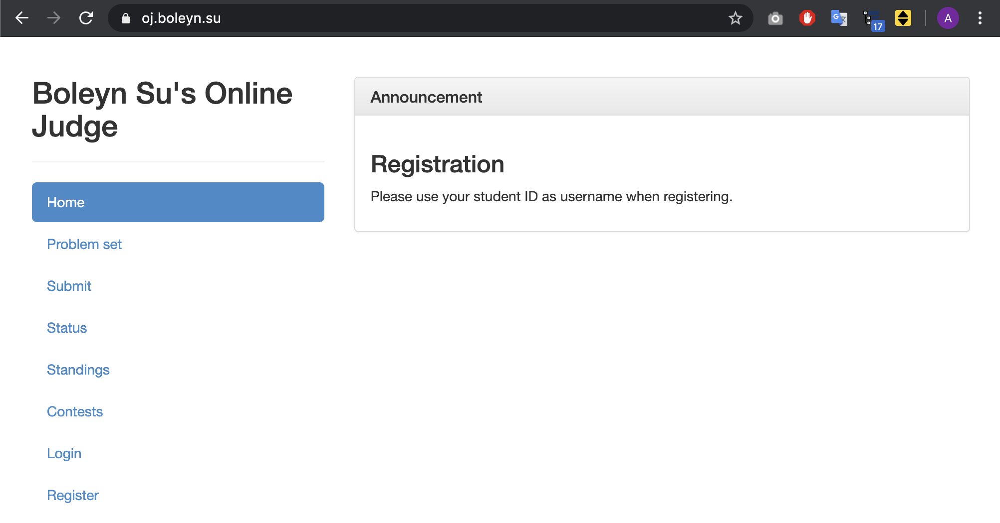 oj.boleyn.su
17
A
Boleyn Su's Online
Judge
Home
Problem set
Submit
Status
Standings
Contests
Login
Register
Announcement
Registration
Please use your student ID as username when registering.